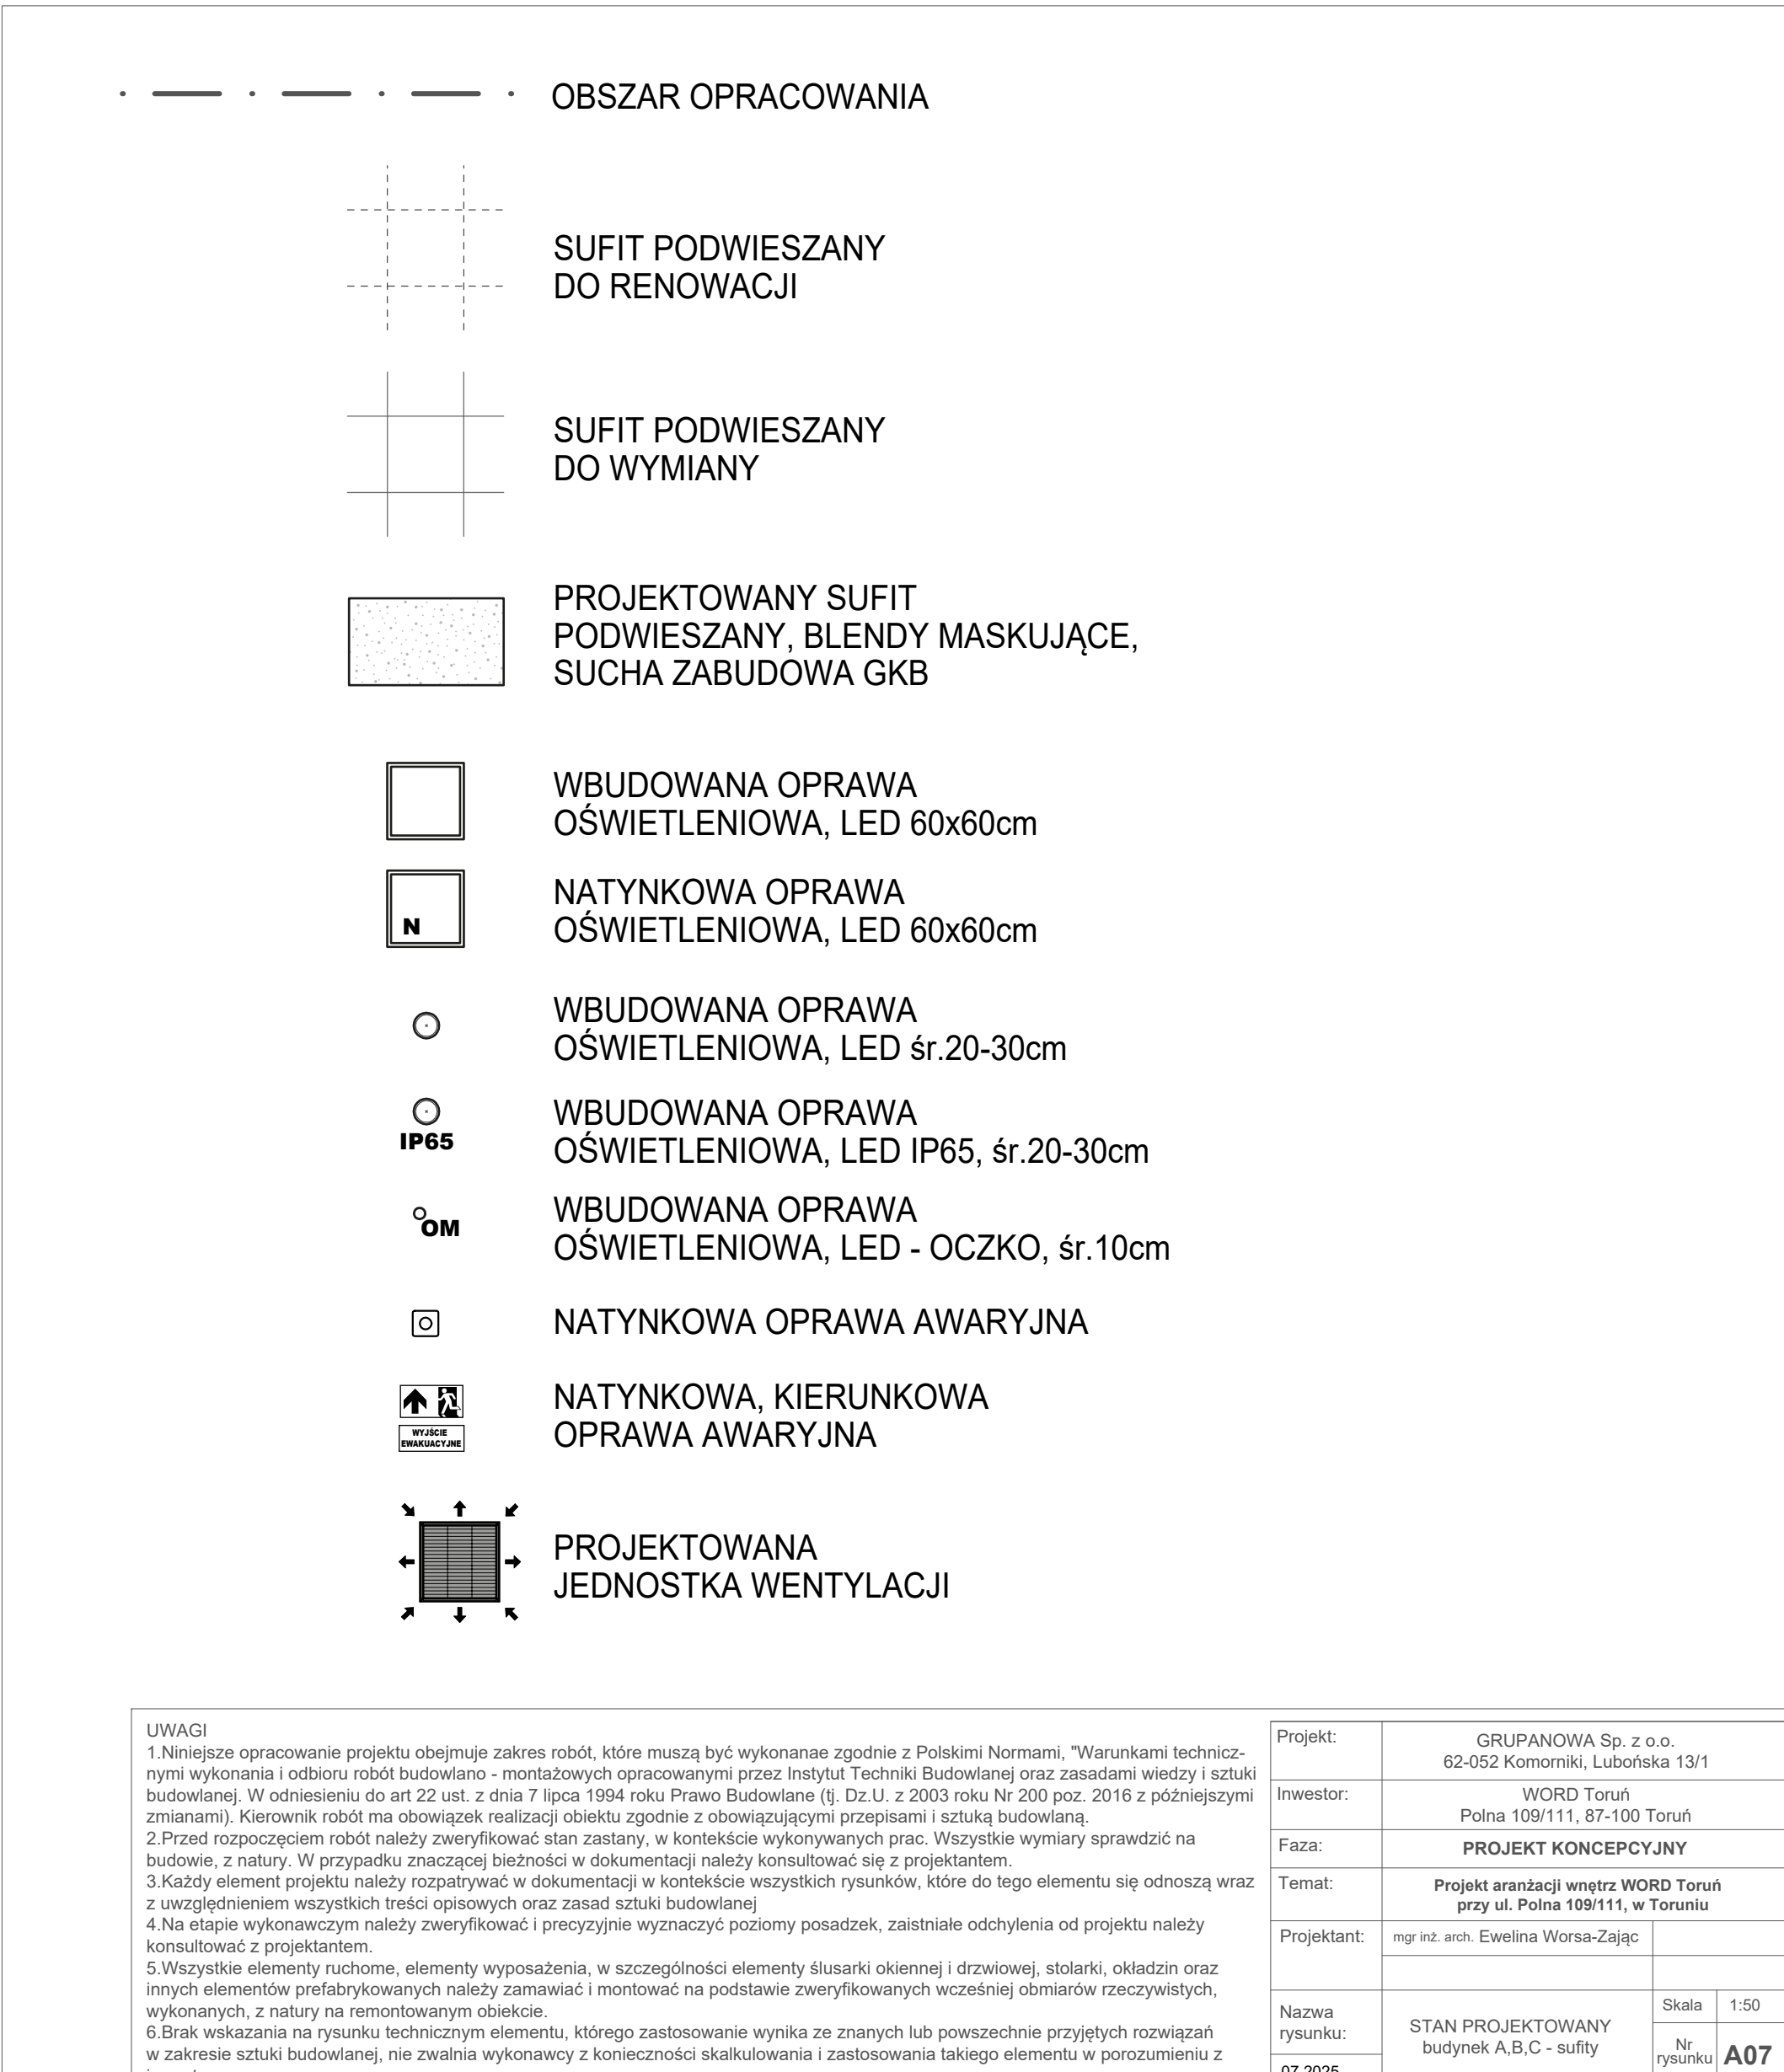 OBSZAR OPRACOWANIA
SUFIT PODWIESZANY
DO RENOWACJI
SUFIT PODWIESZANY
DO WYMIANY
PROJEKTOWANY SUFIT
PODWIESZANY, BLENDY MASKUJĄCE,
SUCHA ZABUDOWA GKB
WBUDOWANA OPRAWA
OŚWIETLENIOWA, LED 60x60cm
N
NATYNKOWA OPRAWA
OŚWIETLENIOWA, LED 60x60cm
WBUDOWANA OPRAWA
OŚWIETLENIOWA, LED śr.20-30cm
IP65
WBUDOWANA OPRAWA
OŚWIETLENIOWA, LED IP65, śr.20-30cm
OM
WBUDOWANA OPRAWA
OŚWIETLENIOWA, LED - OCZKO, śr.10cm
NATYNKOWA OPRAWA AWARYJNA
WYJŚCIE
EWAKUACYJNE
NATYNKOWA, KIERUNKOWA
OPRAWA AWARYJNA
PROJEKTOWANA
JEDNOSTKA WENTYLACJI
UWAGI
1.Niniejsze opracowanie projektu obejmuje zakres robót, które muszą być wykonanae zgodnie z Polskimi Normami, "Warunkami technicz-
nymi wykonania i odbioru robót budowlano - montażowych opracowanymi przez Instytut Techniki Budowlanej oraz zasadami wiedzy i sztuki
budowlanej. W odniesieniu do art 22 ust. z dnia 7 lipca 1994 roku Prawo Budowlane (tj. Dz.U. z 2003 roku Nr 200 poz. 2016 z późniejszymi
zmianami). Kierownik robót ma obowiązek realizacji obiektu zgodnie z obowiązującymi przepisami i sztuką budowlaną.
2.Przed rozpoczęciem robót należy zweryfikować stan zastany, w kontekście wykonywanych prac. Wszystkie wymiary sprawdzić na
budowie, z natury. W przypadku znaczącej bieżności w dokumentacji należy konsultować się z projektantem.
3.Każdy element projektu należy rozpatrywać w dokumentacji w kontekście wszystkich rysunków, które do tego elementu się odnoszą wraz
z uwzględnieniem wszystkich treści opisowych oraz zasad sztuki budowlanej
4.Na etapie wykonawczym należy zweryfikować i precyzyjnie wyznaczyć poziomy posadzek, zaistniałe odchylenia od projektu należy
konsultować z projektantem.
5.Wszystkie elementy ruchome, elementy wyposażenia, w szczególności elementy ślusarki okiennej i drzwiowej, stolarki, okładzin oraz
innych elementów prefabrykowanych należy zamawiać i montować na podstawie zweryfikowanych wcześniej obmiarów rzeczywistych,
wykonanych, z natury na remontowanym obiekcie.
6.Brak wskazania na rysunku technicznym elementu, którego zastosowanie wynika ze znanych lub powszechnie przyjętych rozwiązań
w zakresie sztuki budowlanej, nie zwalnia wykonawcy z konieczności skalkulowania i zastosowania takiego elementu w porozumieniu z
Projekt:
GRUPANOWA Sp. z o.o.
62-052 Komorniki, Lubońska 13/1
Inwestor:
WORD Toruń
Polna 109/111, 87-100 Toruń
Faza:
PROJEKT KONCEPCYJNY
Temat:
Projekt aranżacji wnętrz WORD Toruń
przy ul. Polna 109/111, w Toruniu
Projektant:
mgr inż. arch. Ewelina Worsa-Zając
Nazwa
rysunku:
STAN PROJEKTOWANY
budynek A,B,C - sufity
Skala 1:50
Nr
rysunku A07
07.2025